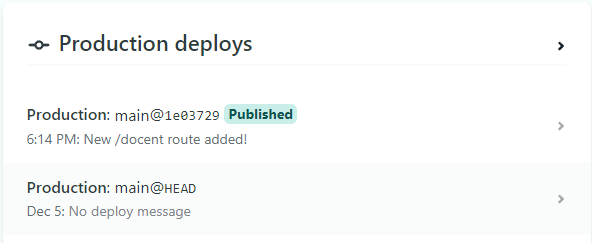 Production deploys
Production: main@1e03729 Published
6:14 PM: New /docent route added!
Production: main@HEAD
Dec 5: No deploy message